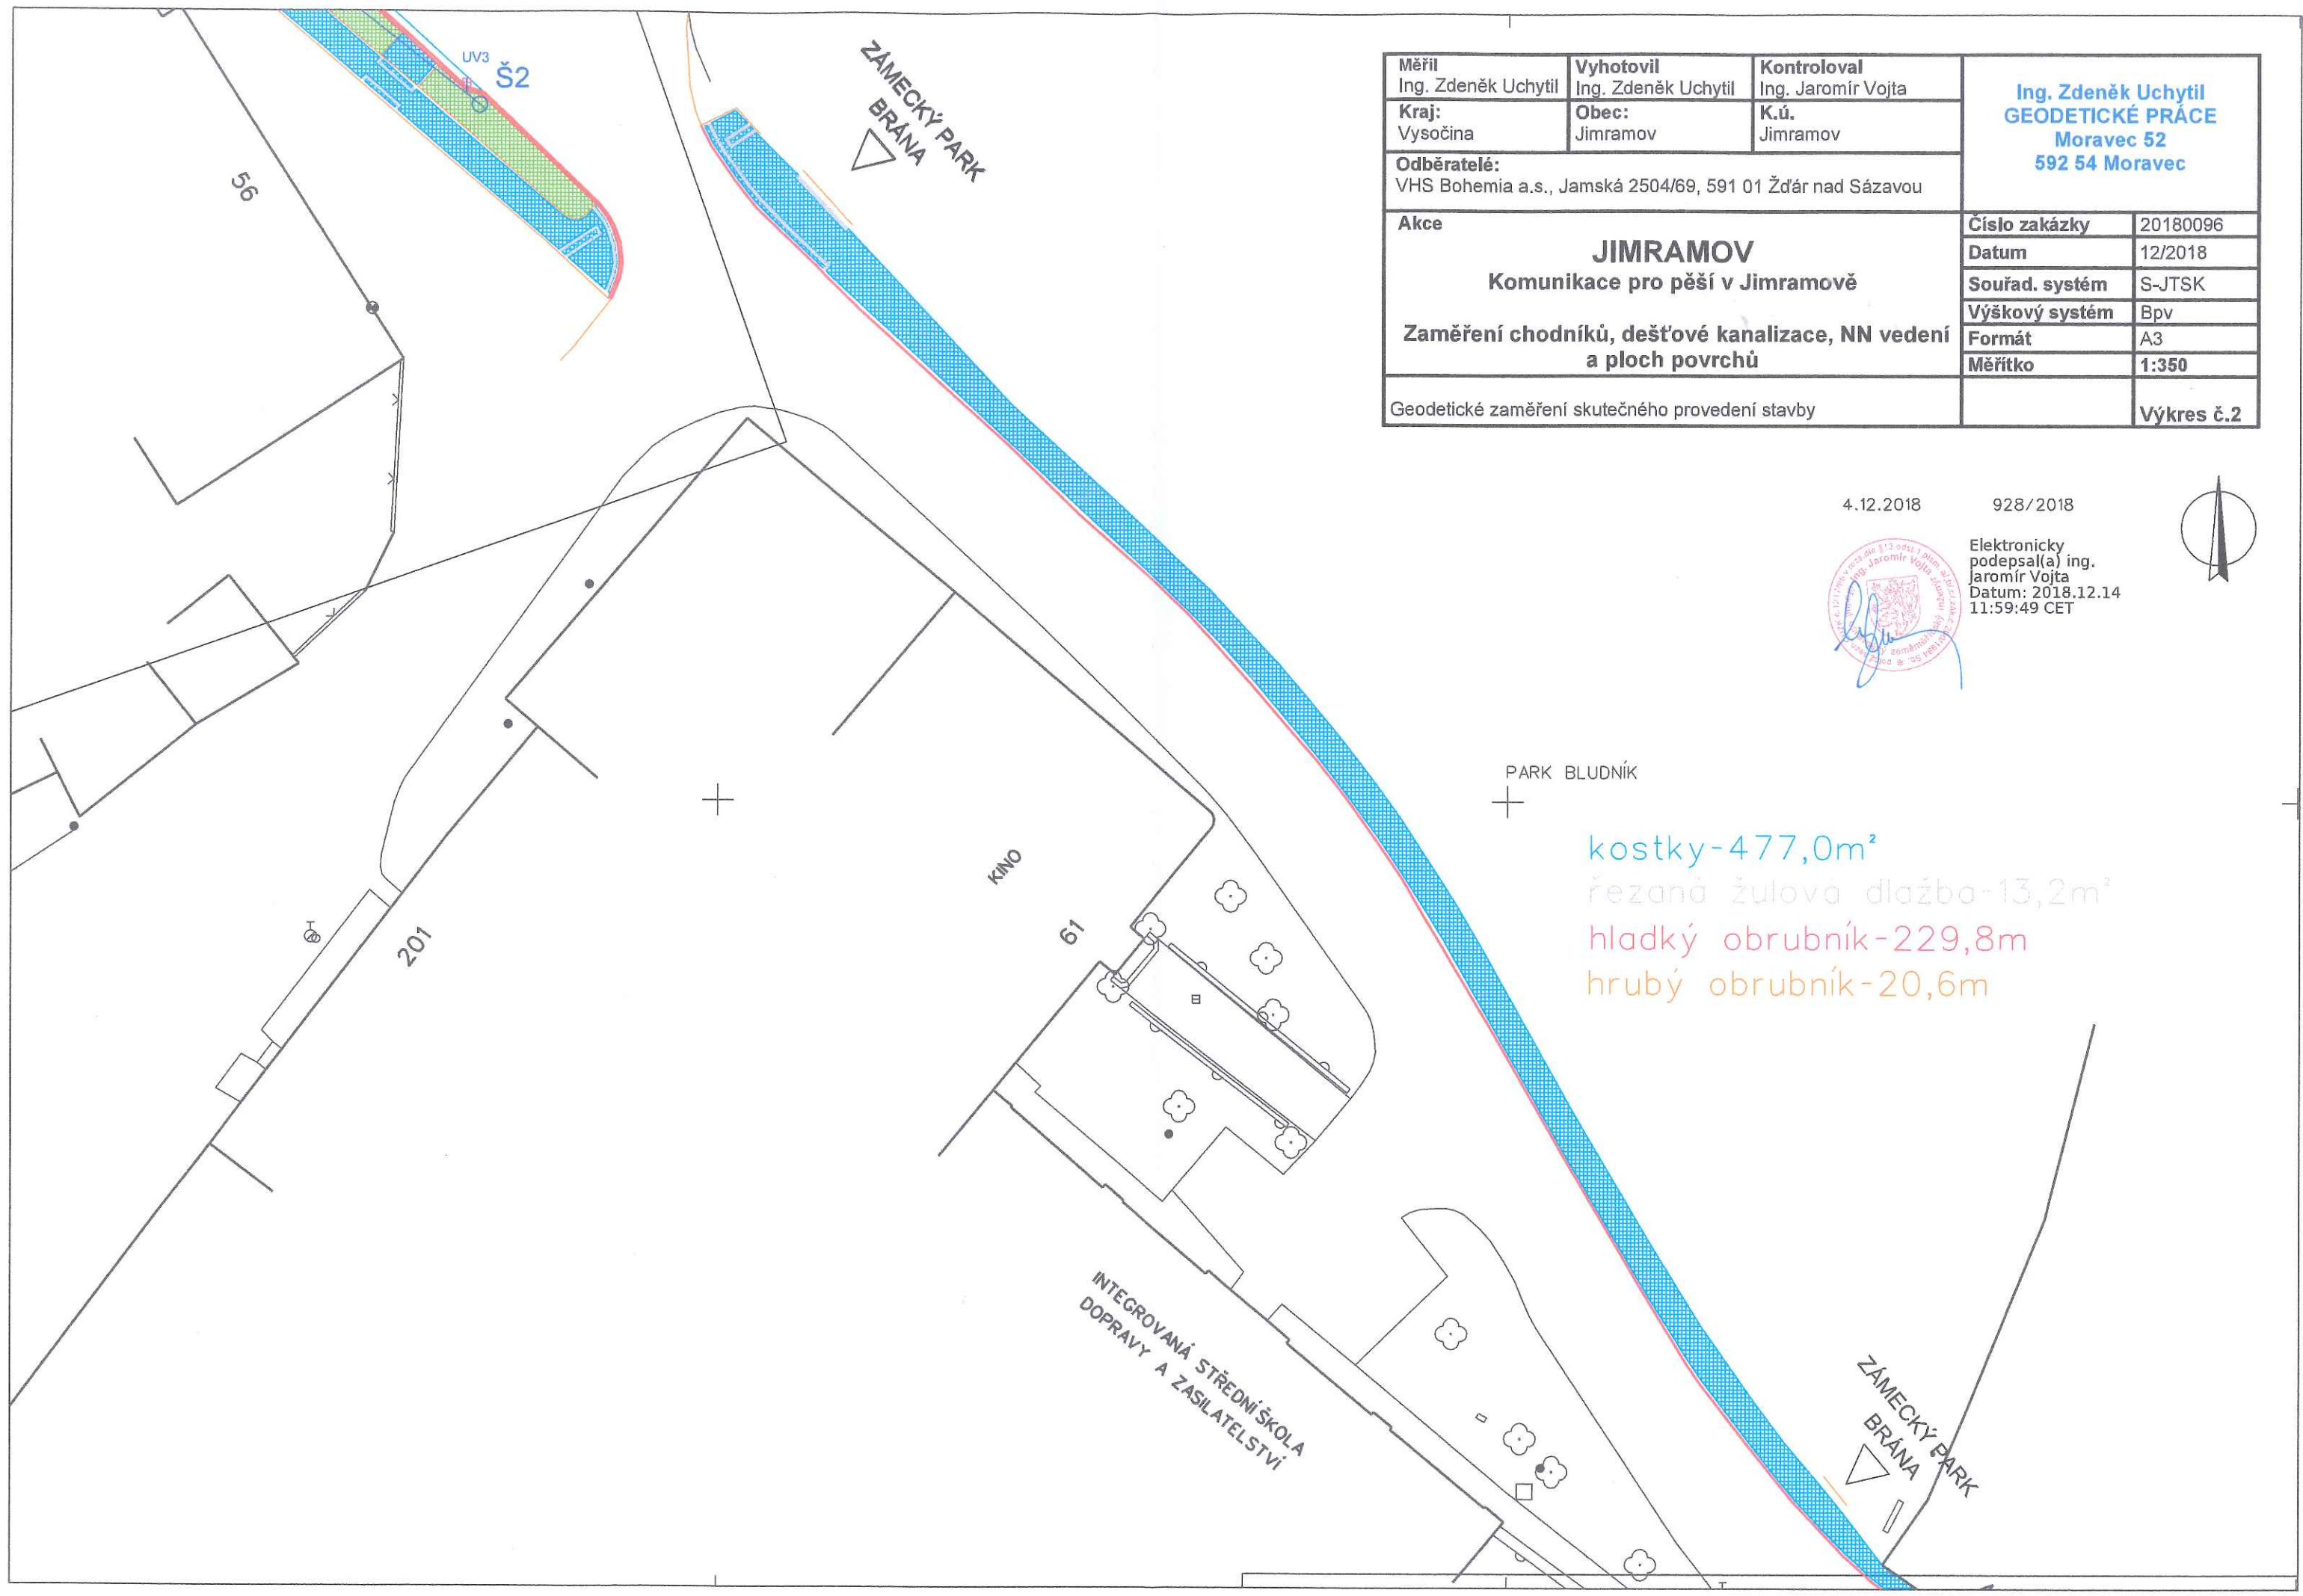 UV3
Š2
56
ZÁMECKÝ PARK
BRÁNA
Měřil
Ing. Zdeněk Uchytil
Vyhotovil
Ing. Zdeněk Uchytil
Kontroloval
Ing. Jaromír Vojta
Kraj:
Vysočina
Obec:
Jimramov
K.ú.
Jimramov
Odběratelé:
VHS Bohemia a.s., Jamská 2504/69, 591 01 Žďár nad Sázavou
Ing. Zdeněk Uchytil
GEODETICKÉ PRÁCE
Moravec 52
592 54 Moravec
Akce
JIMRAMOV
Komunikace pro pěší v Jimramově
Zaměření chodníků, dešťové kanalizace, NN vedení
a ploch povrchů
Číslo zakázky 20180096
Datum 12/2018
Souřad. systém S-JTSK
Výškový systém Bpv
Formát A3
Měřítko 1:350
Geodetické zaměření skutečného provedení stavby
Výkres č.2
4.12.2018 928/2018
Elektronicky
podepsal(a) ing.
Jaromír Vojta
Datum: 2018.12.14
11:59:49 CET
PARK BLUDNÍK
kostky-477,0m²
řezaná žulová dlažba-13,2m²
hladký obrubník-229,8m
hrubý obrubník-20,6m
KINO
61
201
INTEGROVANÁ STŘEDNÍ ŠKOLA
DOPRAVY A ZASILATELSTVÍ
ZÁMECKÝ PARK
BRÁNA